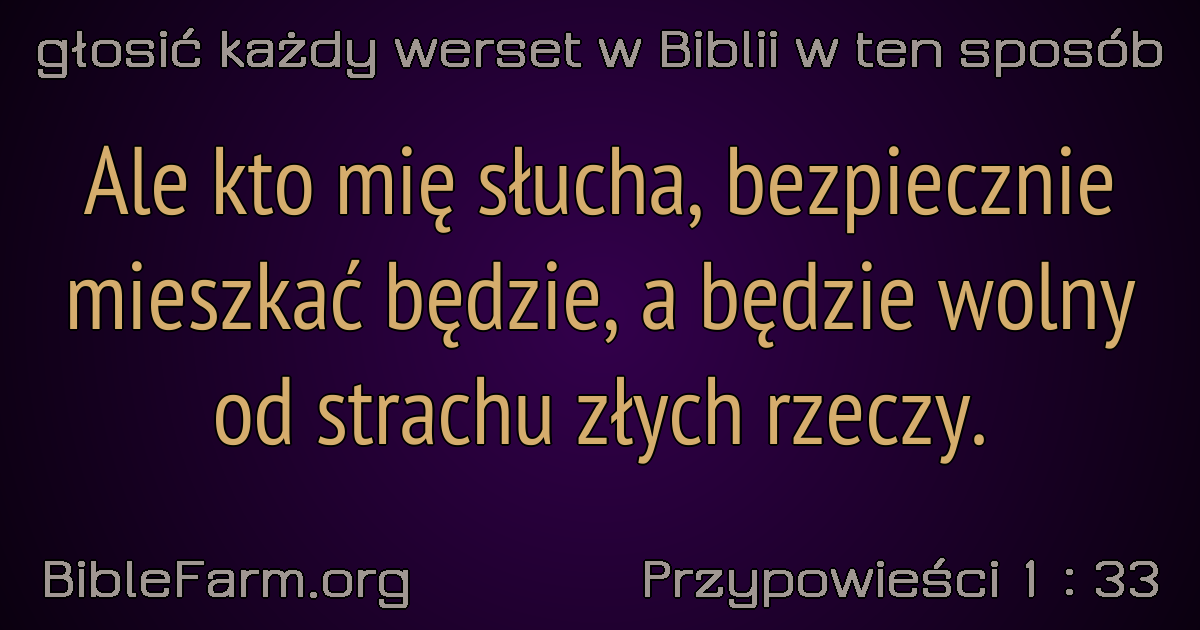 głosić każdy werset w Biblii w ten sposób
Ale kto mię słucha, bezpiecznie
mieszkać będzie, a będzie wolny
od strachu złych rzeczy.
BibleFarm.org
Przypowieści 1 : 33